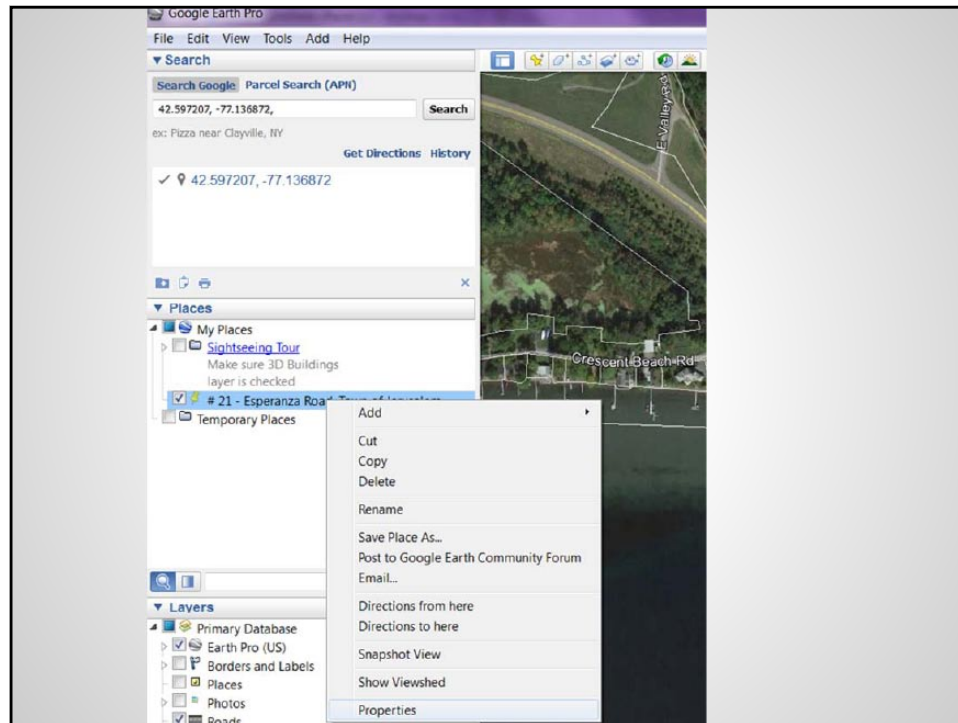 Google Earth Pro
File Edit View Tools Add Help
▼ Search
Search Google Parcel Search (APN)
42.597207, -77.136872, Search
ex: Pizza near Clayville, NY
Get Directions History
42.597207, -77.136872
▼ Places
My Places
Sightseeing Tour
Make sure 3D Buildings
layer is checked
# 21 - Esperanza Road, Town of Jerusalem
Temporary Places
Add
Cut
Copy
Delete
Rename
Save Place As...
Post to Google Earth Community Forum
Email...
Directions from here
Directions to here
Snapshot View
Show Viewshed
Properties
▼ Layers
Primary Database
Earth Pro (US)
Borders and Labels
Places
Photos
Roads
E Valley Rd
Crescent Beach Rd